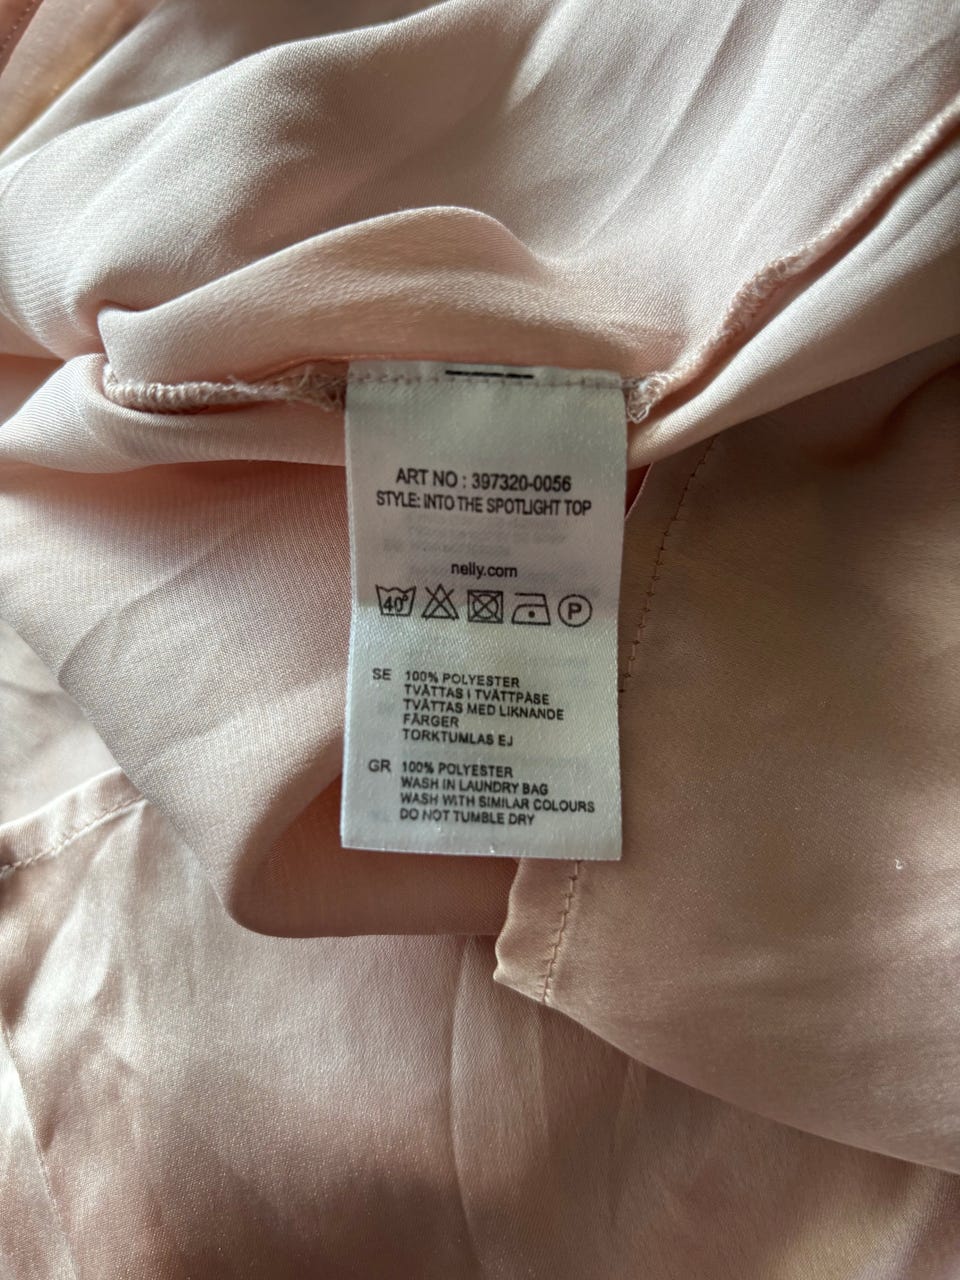 ART NO : 397320-0056
STYLE: INTO THE SPOTLIGHT TOP
nelly.com
40° P
SE 100% POLYESTER
TVÄTTAS I TVÄTTPÅSE
TVÄTTAS MED LIKNANDE
FÄRGER
TORKTUMLAS EJ
GR 100% POLYESTER
WASH IN LAUNDRY BAG
WASH WITH SIMILAR COLOURS
DO NOT TUMBLE DRY